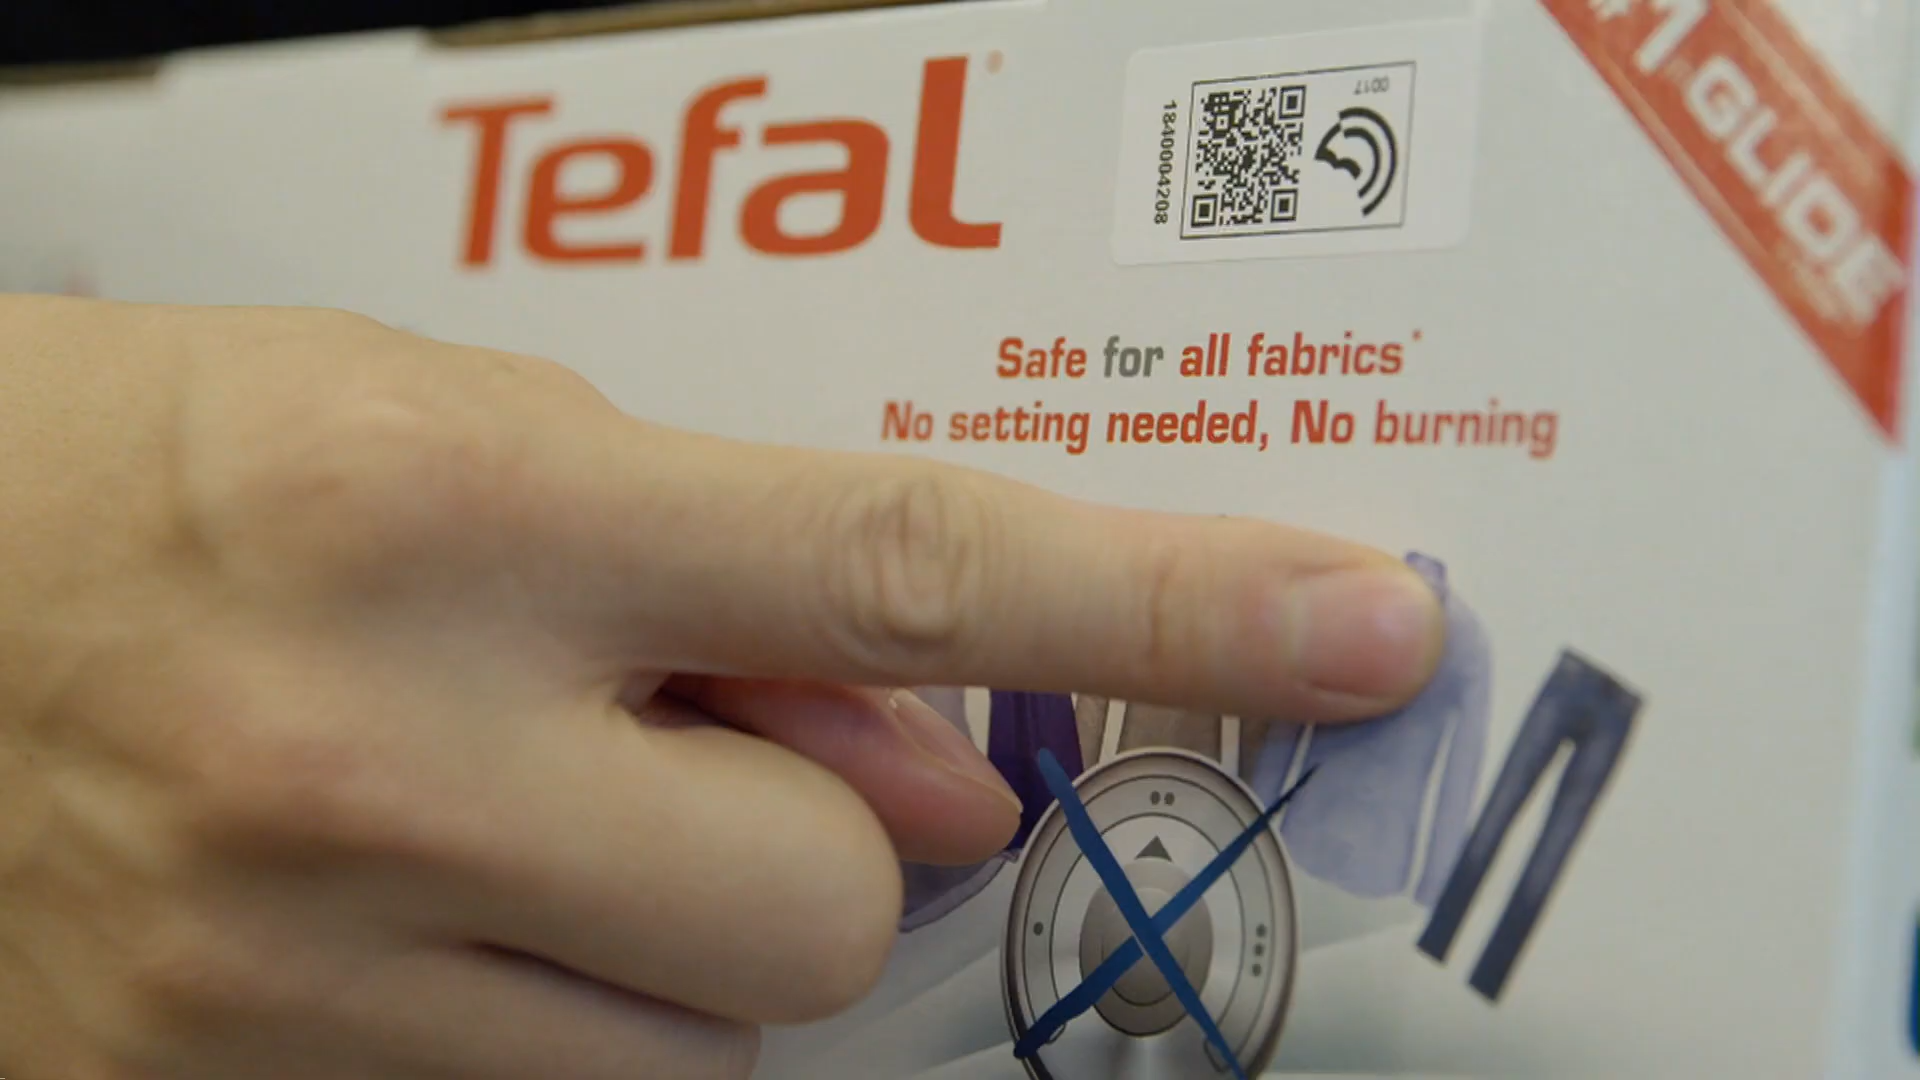 Tefal®
0017
1840004208
#1 GLIDE
Safe for all fabrics*
No setting needed, No burning